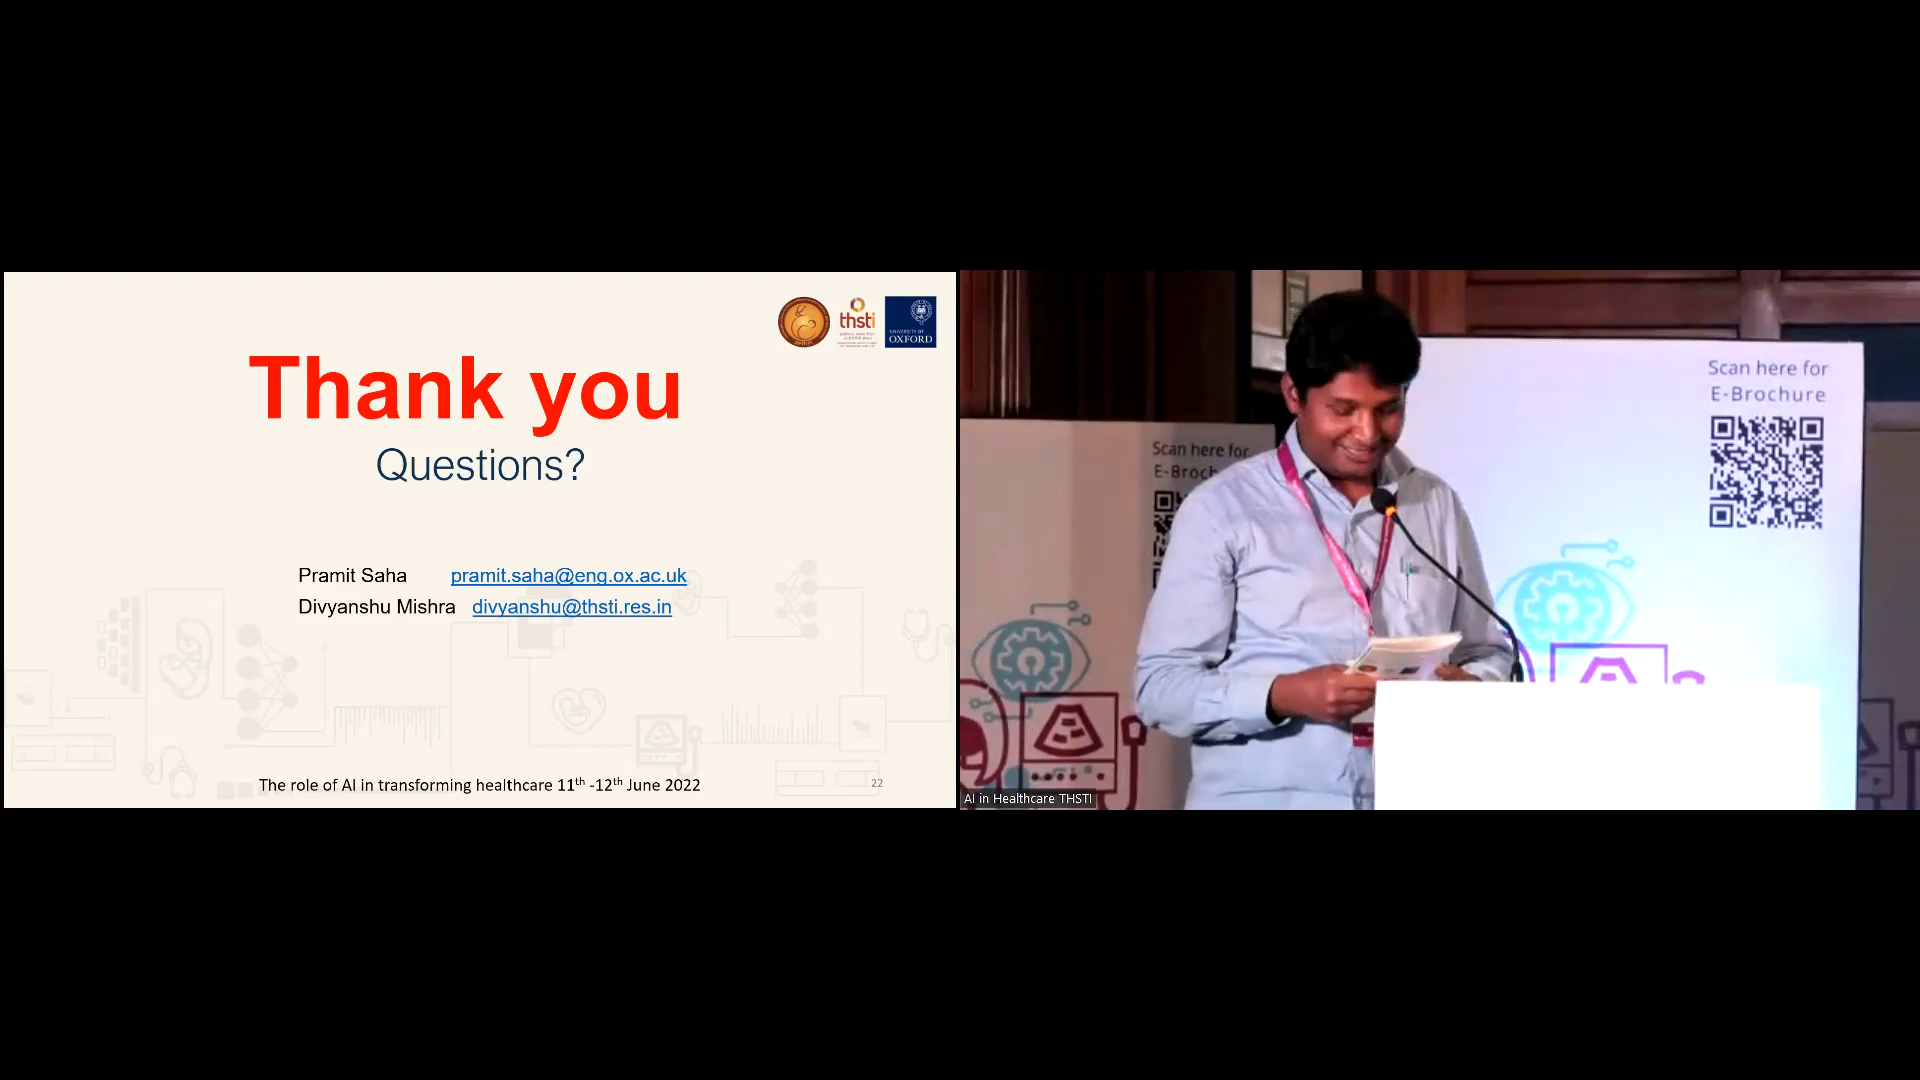 thsti
UNIVERSITY OF
OXFORD
Thank you
Questions?
Pramit Saha pramit.saha@eng.ox.ac.uk
Divyanshu Mishra divyanshu@thsti.res.in
The role of AI in transforming healthcare 11th -12th June 2022
22
Scan here for
E-Brochure
Scan here for
E-Broch
AI in Healthcare THSTI